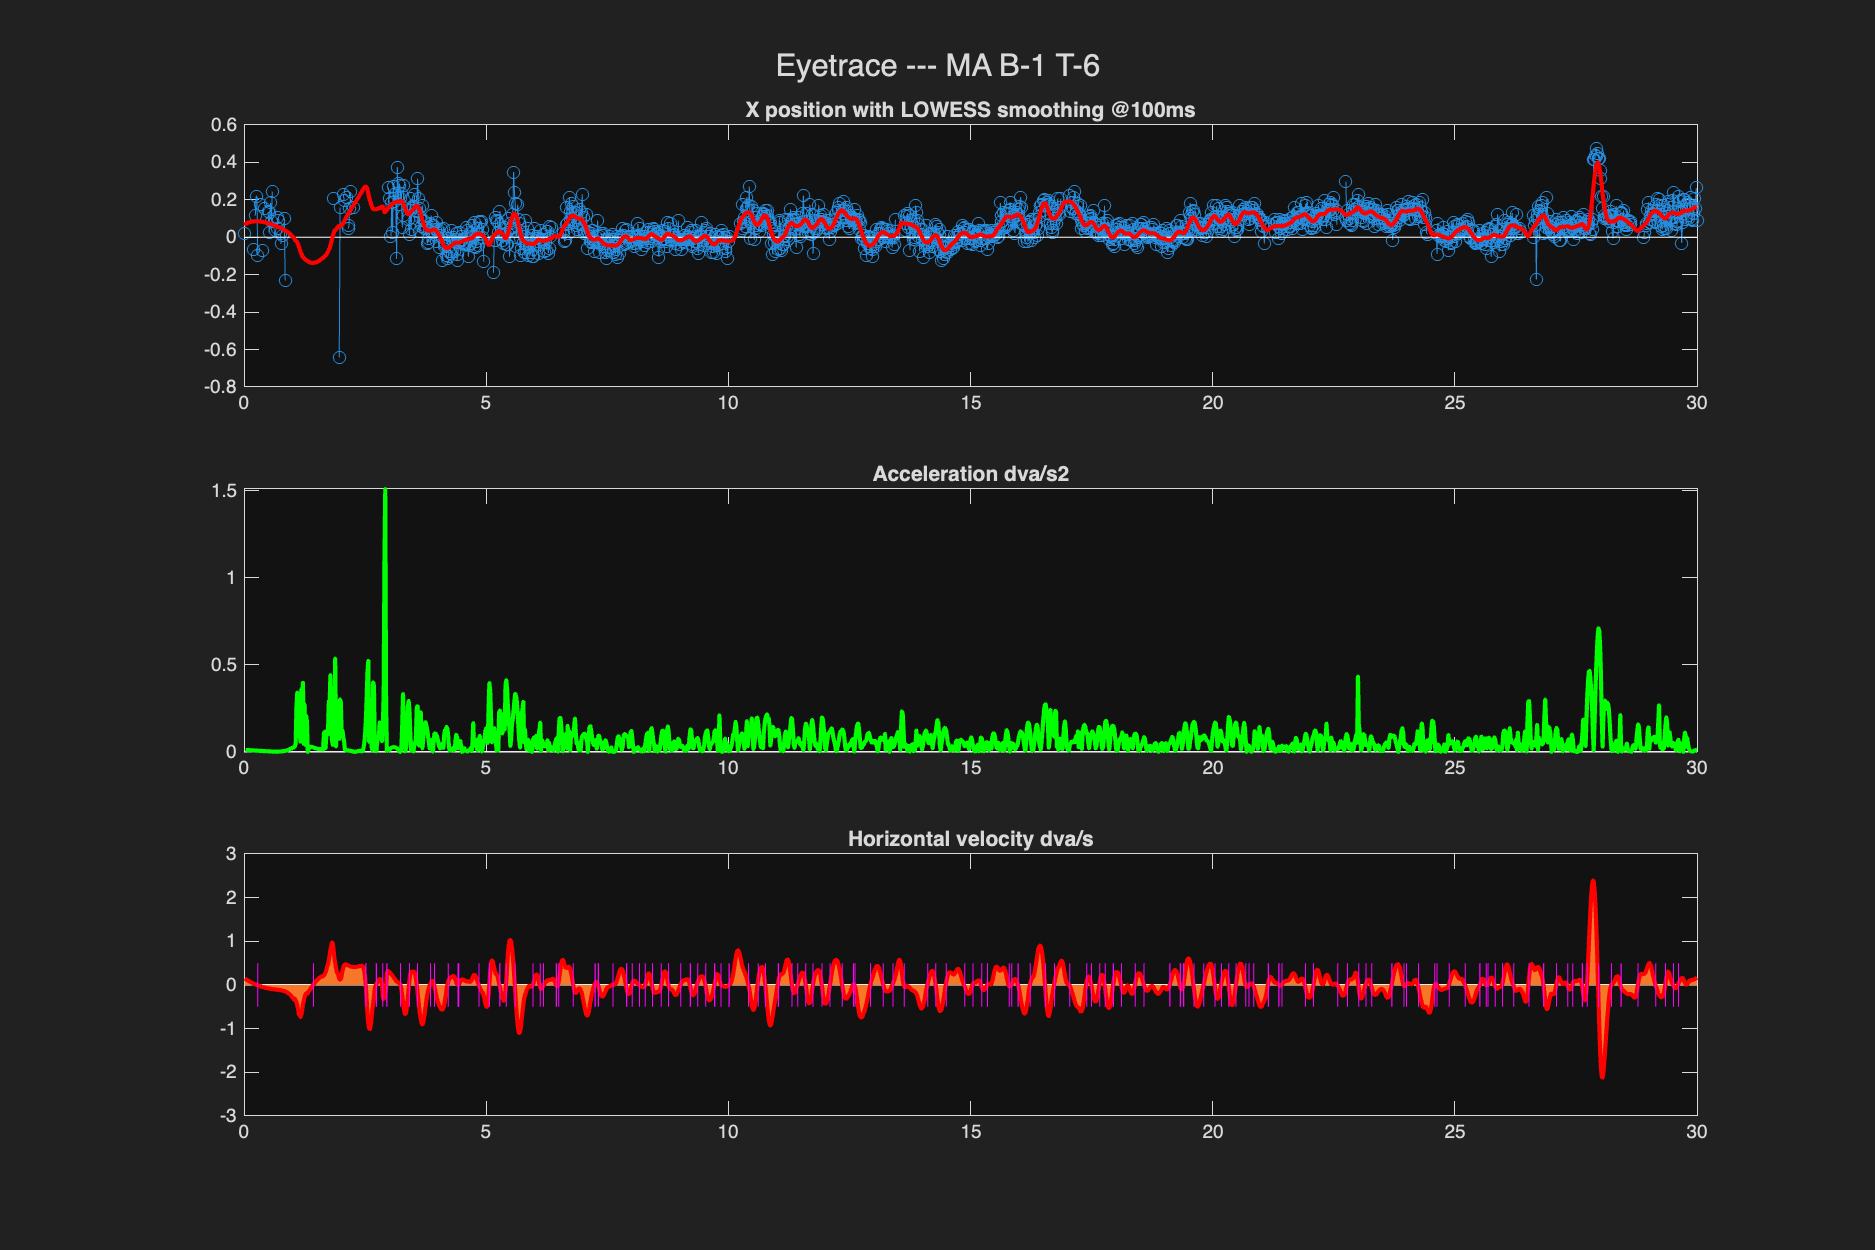 Eyetrace --- MA B-1 T-6
X position with LOWESS smoothing @100ms
0.6
0.4
0.2
0
-0.2
-0.4
-0.6
-0.8
0 5 10 15 20 25 30
Acceleration dva/s2
1.5
1
0.5
0
0 5 10 15 20 25 30
Horizontal velocity dva/s
3
2
1
0
-1
-2
-3
0 5 10 15 20 25 30